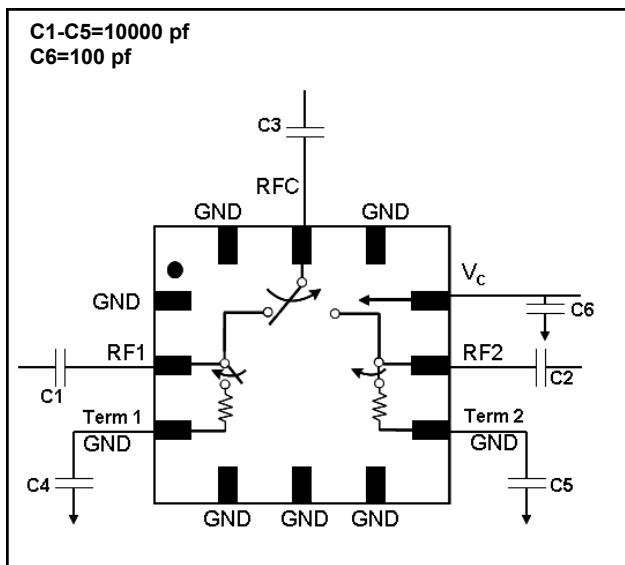 C1-C5=10000 pf
C6=100 pf
C3
RFC
GND
GND
V_C
GND
C6
RF1
RF2
C1
C2
Term 1
Term 2
GND
GND
C4
C5
GND
GND
GND